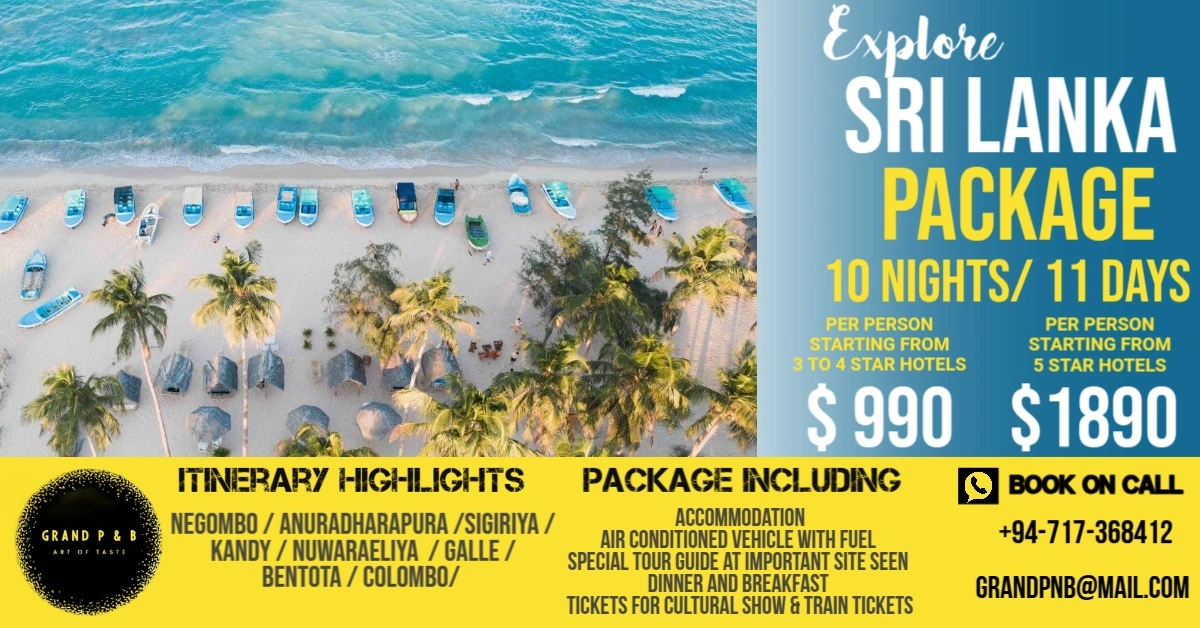 Explore
SRI LANKA
PACKAGE
10 NIGHTS/ 11 DAYS
PER PERSON
STARTING FROM
3 TO 4 STAR HOTELS
$ 990
PER PERSON
STARTING FROM
5 STAR HOTELS
$1890
GRAND P & B
ART OF TASTE
ITINERARY HIGHLIGHTS
NEGOMBO / ANURADHARAPURA /SIGIRIYA /
KANDY / NUWARAELIYA / GALLE /
BENTOTA / COLOMBO/
PACKAGE INCLUDING
ACCOMMODATION
AIR CONDITIONED VEHICLE WITH FUEL
SPECIAL TOUR GUIDE AT IMPORTANT SITE SEEN
DINNER AND BREAKFAST
TICKETS FOR CULTURAL SHOW & TRAIN TICKETS
BOOK ON CALL
+94-717-368412
GRANDPNB@MAIL.COM